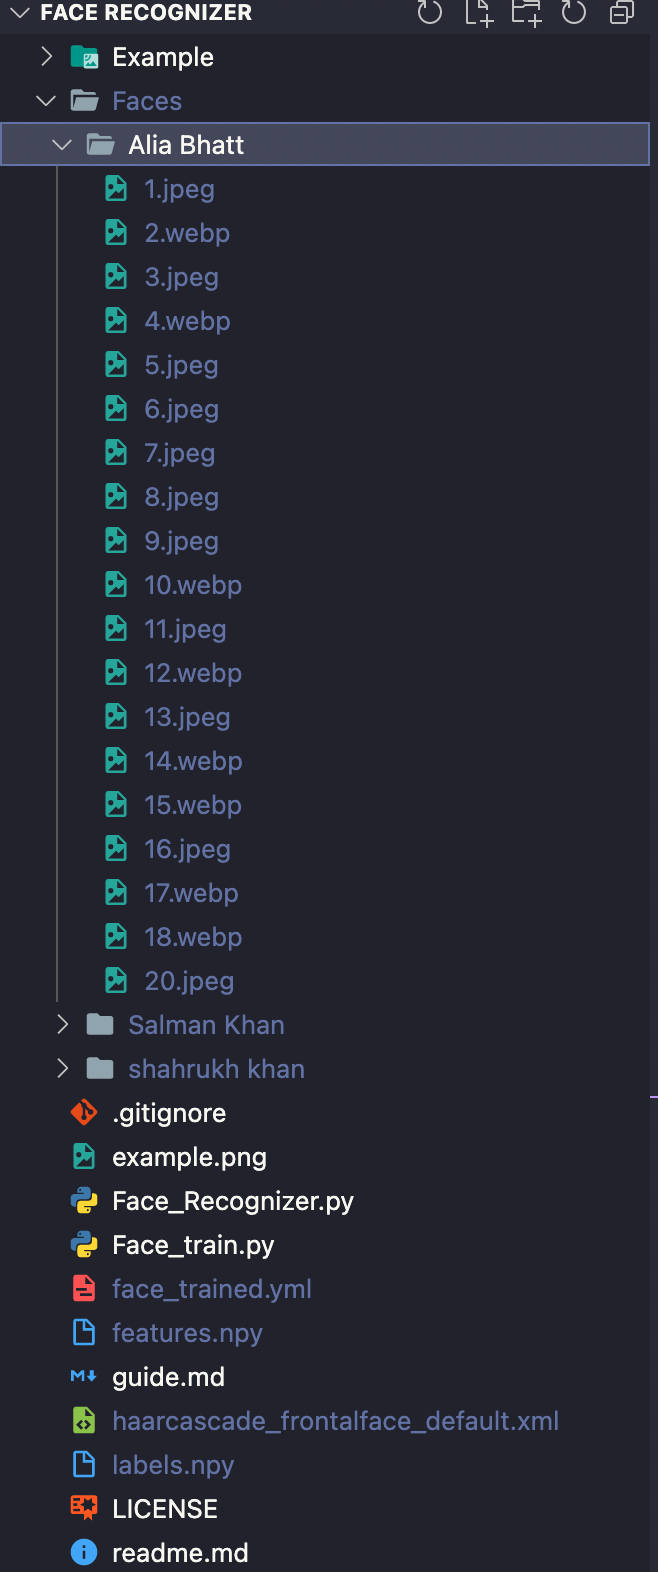 FACE RECOGNIZER
Example
Faces
Alia Bhatt
1.jpeg
2.webp
3.jpeg
4.webp
5.jpeg
6.jpeg
7.jpeg
8.jpeg
9.jpeg
10.webp
11.jpeg
12.webp
13.jpeg
14.webp
15.webp
16.jpeg
17.webp
18.webp
20.jpeg
Salman Khan
shahrukh khan
.gitignore
example.png
Face_Recognizer.py
Face_train.py
face_trained.yml
features.npy
guide.md
haarcascade_frontalface_default.xml
labels.npy
LICENSE
readme.md